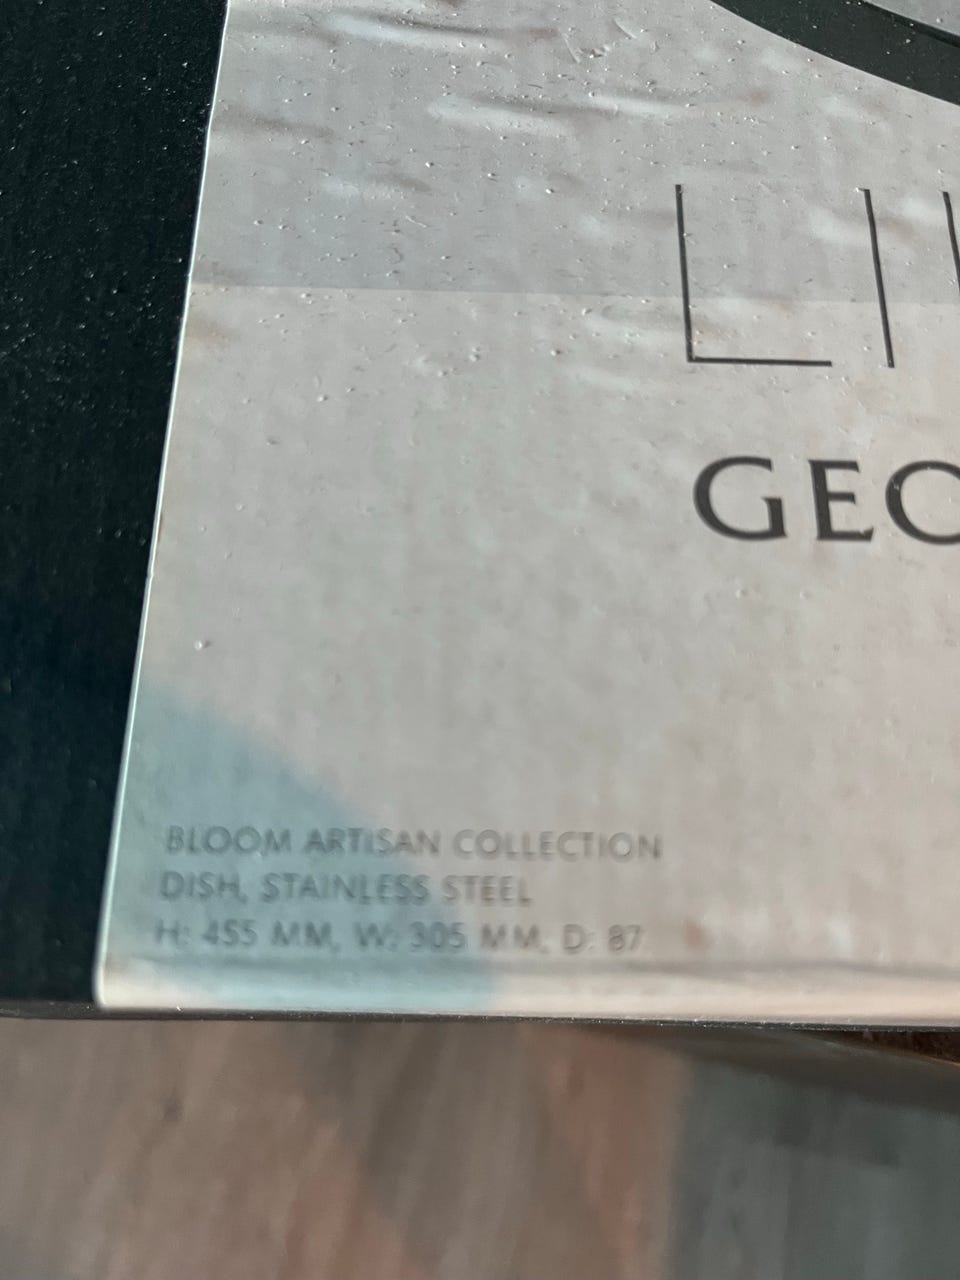 LI
GEO
BLOOM ARTISAN COLLECTION
DISH, STAINLESS STEEL
H: 455 MM, W: 305 MM, D: 87